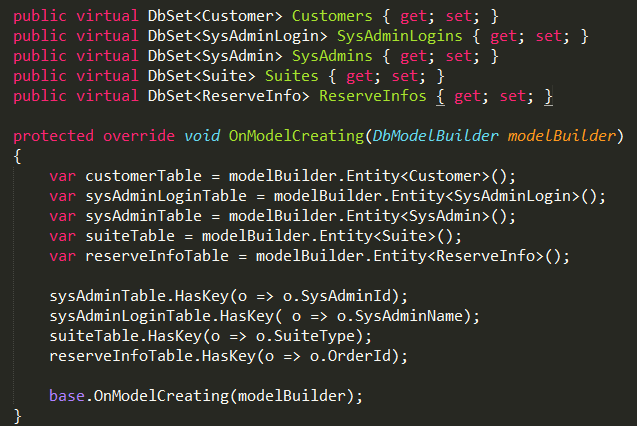 public virtual DbSet<Customer> Customers { get; set; }
public virtual DbSet<SysAdminLogin> SysAdminLogins { get; set; }
public virtual DbSet<SysAdmin> SysAdmins { get; set; }
public virtual DbSet<Suite> Suites { get; set; }
public virtual DbSet<ReserveInfo> ReserveInfos { get; set; }
protected override void OnModelCreating(DbModelBuilder modelBuilder)
{
var customerTable = modelBuilder.Entity<Customer>();
var sysAdminLoginTable = modelBuilder.Entity<SysAdminLogin>();
var sysAdminTable = modelBuilder.Entity<SysAdmin>();
var suiteTable = modelBuilder.Entity<Suite>();
var reserveInfoTable = modelBuilder.Entity<ReserveInfo>();
sysAdminTable.HasKey(o => o.SysAdminId);
sysAdminLoginTable.HasKey( o => o.SysAdminName);
suiteTable.HasKey(o => o.SuiteType);
reserveInfoTable.HasKey(o => o.OrderId);
base.OnModelCreating(modelBuilder);
}